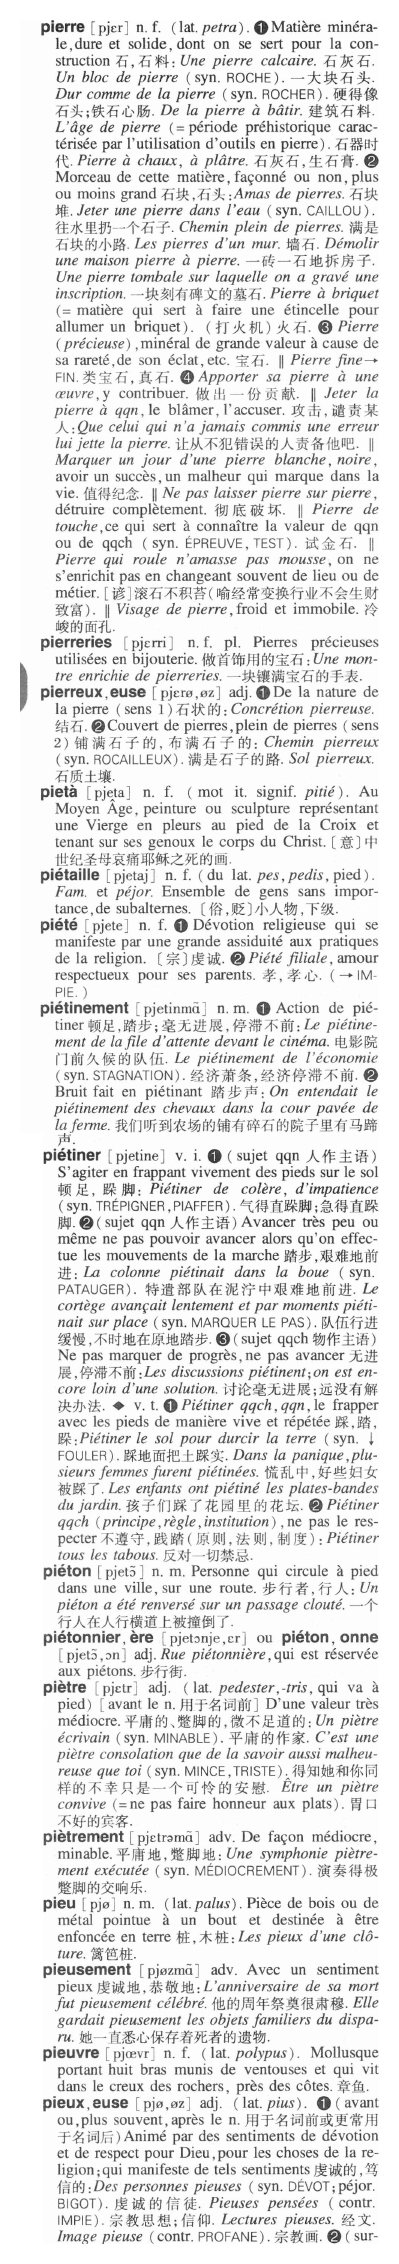 pierre [pjɛr] n. f. (lat. petra). ❶ Matière minéra-
le, dure et solide, dont on se sert pour la con-
struction 石, 石料: Une pierre calcaire. 石灰石.
Un bloc de pierre (syn. ROCHE). 一大块石头.
Dur comme de la pierre (syn. ROCHER). 硬得像
石头; 铁石心肠. De la pierre à bâtir. 建筑石料.
L'âge de pierre (= période préhistorique carac-
térisée par l'utilisation d'outils en pierre). 石器时
代. Pierre à chaux, à plâtre. 石灰石, 生石膏. ❷
Morceau de cette matière, façonné ou non, plus
ou moins grand 石块, 石头: Amas de pierres. 石块
堆. Jeter une pierre dans l'eau (syn. CAILLOU).
往水里扔一个石子. Chemin plein de pierres. 满是
石块的小路. Les pierres d'un mur. 墙石. Démolir
une maison pierre à pierre. 一砖一石地拆房子.
Une pierre tombale sur laquelle on a gravé une
inscription. 一块刻有碑文的墓石. Pierre à briquet
(= matière qui sert à faire une étincelle pour
allumer un briquet). (打火机)火石. ❸ Pierre
(précieuse), minéral de grande valeur à cause de
sa rareté, de son éclat, etc. 宝石. ‖ Pierre fine→
FIN. 类宝石, 真石. ❹ Apporter sa pierre à une
œuvre, y contribuer. 做出一份贡献. ‖ Jeter la
pierre à qqn, le blâmer, l'accuser. 攻击, 谴责某
人: Que celui qui n'a jamais commis une erreur
lui jette la pierre. 让从不犯错误的人责备他吧. ‖
Marquer un jour d'une pierre blanche, noire,
avoir un succès, un malheur qui marque dans la
vie. 值得纪念. ‖ Ne pas laisser pierre sur pierre,
détruire complètement. 彻底破坏. ‖ Pierre de
touche, ce qui sert à connaître la valeur de qqn
ou de qqch (syn. ÉPREUVE, TEST). 试金石. ‖
Pierre qui roule n'amasse pas mousse, on ne
s'enrichit pas en changeant souvent de lieu ou de
métier. [谚]滚石不积苔(喻经常变换行业不会生财
致富). ‖ Visage de pierre, froid et immobile. 冷
峻的面孔.
pierreries [pjɛrri] n. f. pl. Pierres précieuses
utilisées en bijouterie. 做首饰用的宝石: Une mon-
tre enrichie de pierreries. 一块镶满宝石的手表.
pierreux, euse [pjɛrø, øz] adj. ❶ De la nature de
la pierre (sens 1) 石状的: Concrétion pierreuse.
结石. ❷ Couvert de pierres, plein de pierres (sens
2) 铺满石子的, 布满石子的: Chemin pierreux
(syn. ROCAILLEUX). 满是石子的路. Sol pierreux.
石质土壤.
pietà [pjeta] n. f. (mot it. signif. pitié). Au
Moyen Âge, peinture ou sculpture représentant
une Vierge en pleurs au pied de la Croix et
tenant sur ses genoux le corps du Christ. [意]中
世纪圣母哀痛耶稣之死的画.
piétaille [pjetaj] n. f. (du lat. pes, pedis, pied).
Fam. et péjor. Ensemble de gens sans impor-
tance, de subalternes. [俗, 贬]小人物, 下级.
piété [pjete] n. f. ❶ Dévotion religieuse qui se
manifeste par une grande assiduité aux pratiques
de la religion. [宗]虔诚. ❷ Piété filiale, amour
respectueux pour ses parents. 孝, 孝心. (→IM-
PIE.)
piétinement [pjetinmã] n. m. ❶ Action de pié-
tiner 顿足, 踏步; 毫无进展, 停滞不前: Le piétine-
ment de la file d'attente devant le cinéma. 电影院
门前久候的队伍. Le piétinement de l'économie
(syn. STAGNATION). 经济萧条, 经济停滞不前. ❷
Bruit fait en piétinant 踏步声: On entendait le
piétinement des chevaux dans la cour pavée de
la ferme. 我们听到农场的铺有碎石的院子里有马蹄
声.
piétiner [pjetine] v. i. ❶ (sujet qqn 人作主语)
S'agiter en frappant vivement des pieds sur le sol
顿足, 跺脚: Piétiner de colère, d'impatience
(syn. TRÉPIGNER, PIAFFER). 气得直跺脚; 急得直跺
脚. ❷ (sujet qqn 人作主语) Avancer très peu ou
même ne pas pouvoir avancer alors qu'on effec-
tue les mouvements de la marche 踏步, 艰难地前
进: La colonne piétinait dans la boue (syn.
PATAUGER). 特遣部队在泥泞中艰难地前进. Le
cortège avançait lentement et par moments piéti-
nait sur place (syn. MARQUER LE PAS). 队伍行进
缓慢, 不时地在原地踏步. ❸ (sujet qqch 物作主语)
Ne pas marquer de progrès, ne pas avancer 无进
展, 停滞不前: Les discussions piétinent; on est en-
core loin d'une solution. 讨论毫无进展; 远没有解
决办法. ◆ v. t. ❶ Piétiner qqch, qqn, le frapper
avec les pieds de manière vive et répétée 踩, 踏,
跺: Piétiner le sol pour durcir la terre (syn. ↓
FOULER). 踩地面把土踩实. Dans la panique, plu-
sieurs femmes furent piétinées. 慌乱中, 好些妇女
被踩了. Les enfants ont piétiné les plates-bandes
du jardin. 孩子们踩了花园里的花坛. ❷ Piétiner
qqch (principe, règle, institution), ne pas le res-
pecter 不遵守, 践踏(原则, 法则, 制度): Piétiner
tous les tabous. 反对一切禁忌.
piéton [pjetɔ̃] n. m. Personne qui circule à pied
dans une ville, sur une route. 步行者, 行人: Un
piéton a été renversé sur un passage clouté. 一个
行人在人行横道上被撞倒了.
piétonnier, ère [pjetɔnje, ɛr] ou piéton, onne
[pjetɔ̃, ɔn] adj. Rue piétonnière, qui est réservée
aux piétons. 步行街.
piètre [pjɛtr] adj. (lat. pedester, -tris, qui va à
pied) [avant le n. 用于名词前] D'une valeur très
médiocre. 平庸的, 蹩脚的, 微不足道的: Un piètre
écrivain (syn. MINABLE). 平庸的作家. C'est une
piètre consolation que de la savoir aussi malheu-
reuse que toi (syn. MINCE, TRISTE). 得知她和你同
样的不幸只是一个可怜的安慰. Être un piètre
convive (= ne pas faire honneur aux plats). 胃口
不好的宾客.
piètrement [pjɛtrəmã] adv. De façon médiocre,
minable. 平庸地, 蹩脚地: Une symphonie piètre-
ment exécutée (syn. MÉDIOCREMENT). 演奏得极
蹩脚的交响乐.
pieu [pjø] n. m. (lat. palus). Pièce de bois ou de
métal pointue à un bout et destinée à être
enfoncée en terre 桩, 木桩: Les pieux d'une clô-
ture. 篱笆桩.
pieusement [pjøzmã] adv. Avec un sentiment
pieux 虔诚地, 恭敬地: L'anniversaire de sa mort
fut pieusement célébré. 他的周年祭奠很肃穆. Elle
gardait pieusement les objets familiers du dispa-
ru. 她一直悉心保存着死者的遗物.
pieuvre [pjœvr] n. f. (lat. polypus). Mollusque
portant huit bras munis de ventouses et qui vit
dans le creux des rochers, près des côtes. 章鱼.
pieux, euse [pjø, øz] adj. (lat. pius). ❶ (avant
ou, plus souvent, après le n. 用于名词前或更常用
于名词后) Animé par des sentiments de dévotion
et de respect pour Dieu, pour les choses de la re-
ligion; qui manifeste de tels sentiments 虔诚的, 笃
信的: Des personnes pieuses (syn. DÉVOT; péjor.
BIGOT). 虔诚的信徒. Pieuses pensées (contr.
IMPIE). 宗教思想; 信仰. Lectures pieuses. 经文.
Image pieuse (contr. PROFANE). 宗教画. ❷ (sur-